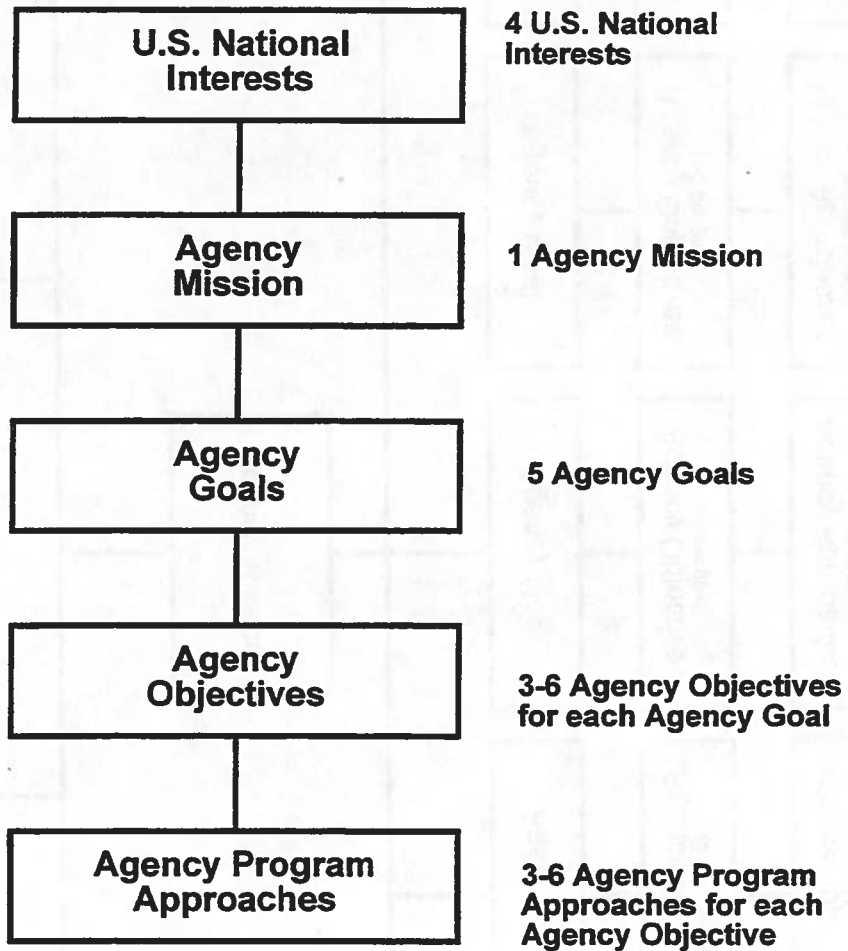 U.S. National
Interests
4 U.S. National
Interests
Agency
Mission
1 Agency Mission
Agency
Goals
5 Agency Goals
Agency
Objectives
3-6 Agency Objectives
for each Agency Goal
Agency Program
Approaches
3-6 Agency Program
Approaches for each
Agency Objective